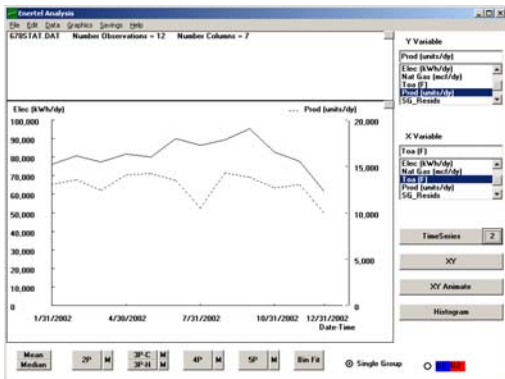 Enertel Analysis
File Edit Data Graphics Savings Help
678STAT.DAT Number Observations = 12 Number Columns = 7
Y Variable
Prod (units/dy)
Elec (kWh/dy)
Nat Gas (mcf/dy)
Toa (F)
Prod (units/dy)
SG_Resids
X Variable
Toa (F)
Elec (kWh/dy)
Nat Gas (mcf/dy)
Toa (F)
Prod (units/dy)
SG_Resids
Elec (kWh/dy)
Prod (units/dy)
100,000
90,000
80,000
70,000
60,000
50,000
40,000
30,000
20,000
10,000
0
20,000
15,000
10,000
5,000
0
1/31/2002 4/30/2002 7/31/2002 10/31/2002 12/31/2002
Date-Time
TimeSeries 2
XY
XY Animate
Histogram
Mean
Median
2P M
3P-C M
3P-H M
4P M
5P M
Bin Fit
Single Group